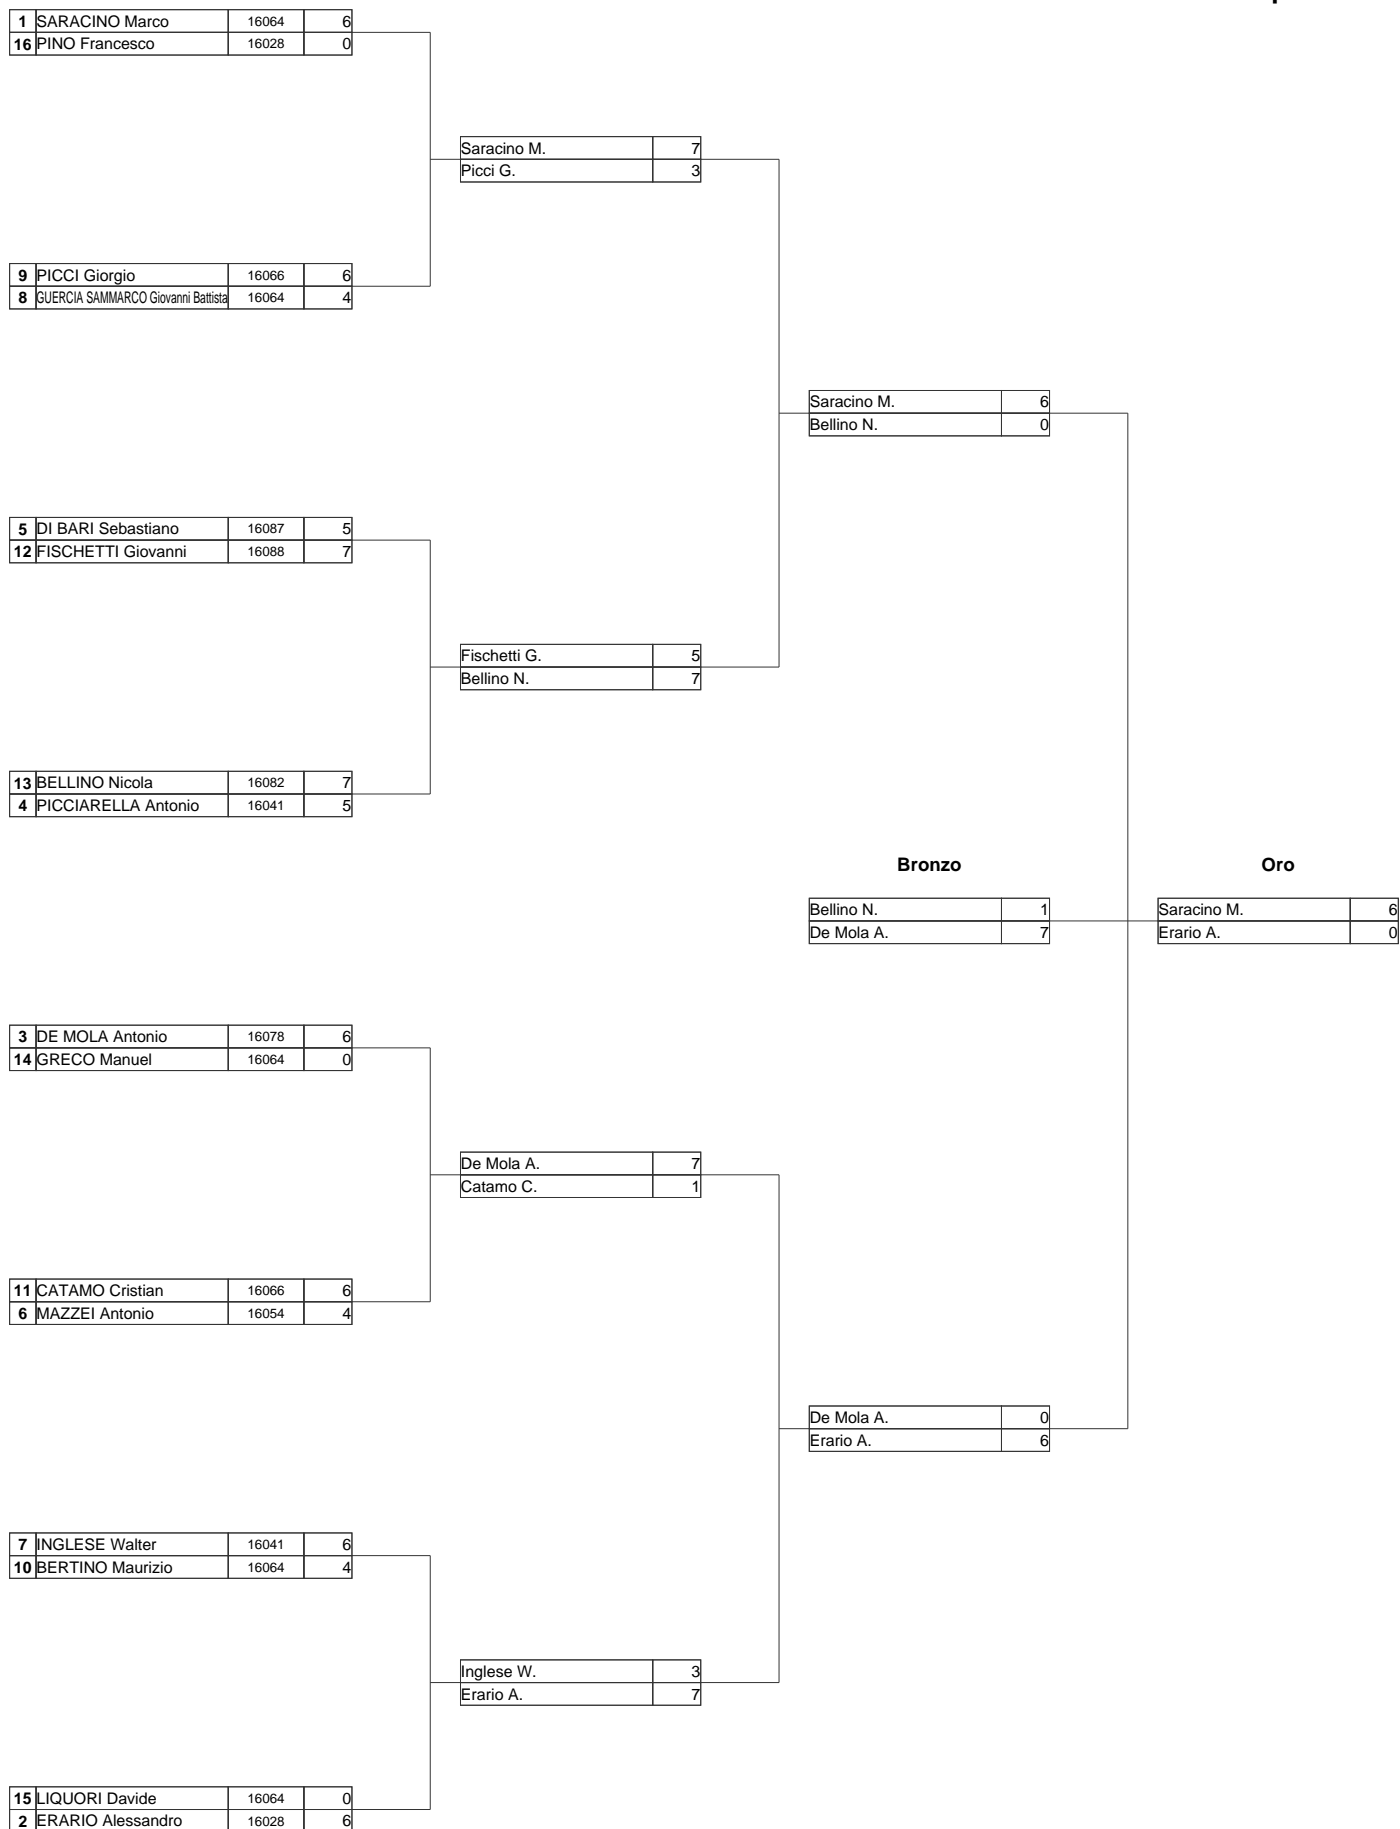 1 SARACINO Marco 16064 6
16 PINO Francesco 16028 0
Saracino M. 7
Picci G. 3
9 PICCI Giorgio 16066 6
8 GUERCIA SAMMARCO Giovanni Battista 16064 4
Saracino M. 6
Bellino N. 0
5 DI BARI Sebastiano 16087 5
12 FISCHETTI Giovanni 16088 7
Fischetti G. 5
Bellino N. 7
13 BELLINO Nicola 16082 7
4 PICCIARELLA Antonio 16041 5
Bronzo
Oro
Bellino N. 1
De Mola A. 7
Saracino M. 6
Erario A. 0
3 DE MOLA Antonio 16078 6
14 GRECO Manuel 16064 0
De Mola A. 7
Catamo C. 1
11 CATAMO Cristian 16066 6
6 MAZZEI Antonio 16054 4
De Mola A. 0
Erario A. 6
7 INGLESE Walter 16041 6
10 BERTINO Maurizio 16064 4
Inglese W. 3
Erario A. 7
15 LIQUORI Davide 16064 0
2 ERARIO Alessandro 16028 6